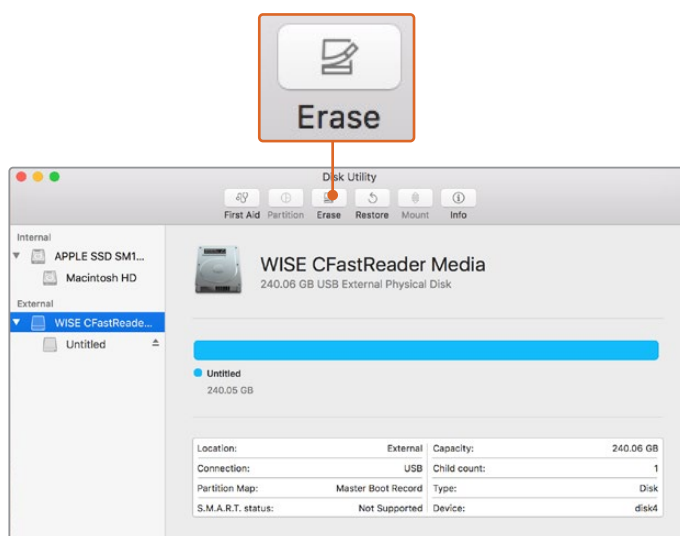 Erase
Disk Utility
First Aid Partition Erase Restore Mount Info
Internal
APPLE SSD SM1...
Macintosh HD
External
WISE CFastReade...
Untitled
WISE CFastReader Media
240.06 GB USB External Physical Disk
Untitled
240.05 GB
Location: External Capacity: 240.06 GB
Connection: USB Child count: 1
Partition Map: Master Boot Record Type: Disk
S.M.A.R.T. status: Not Supported Device: disk4